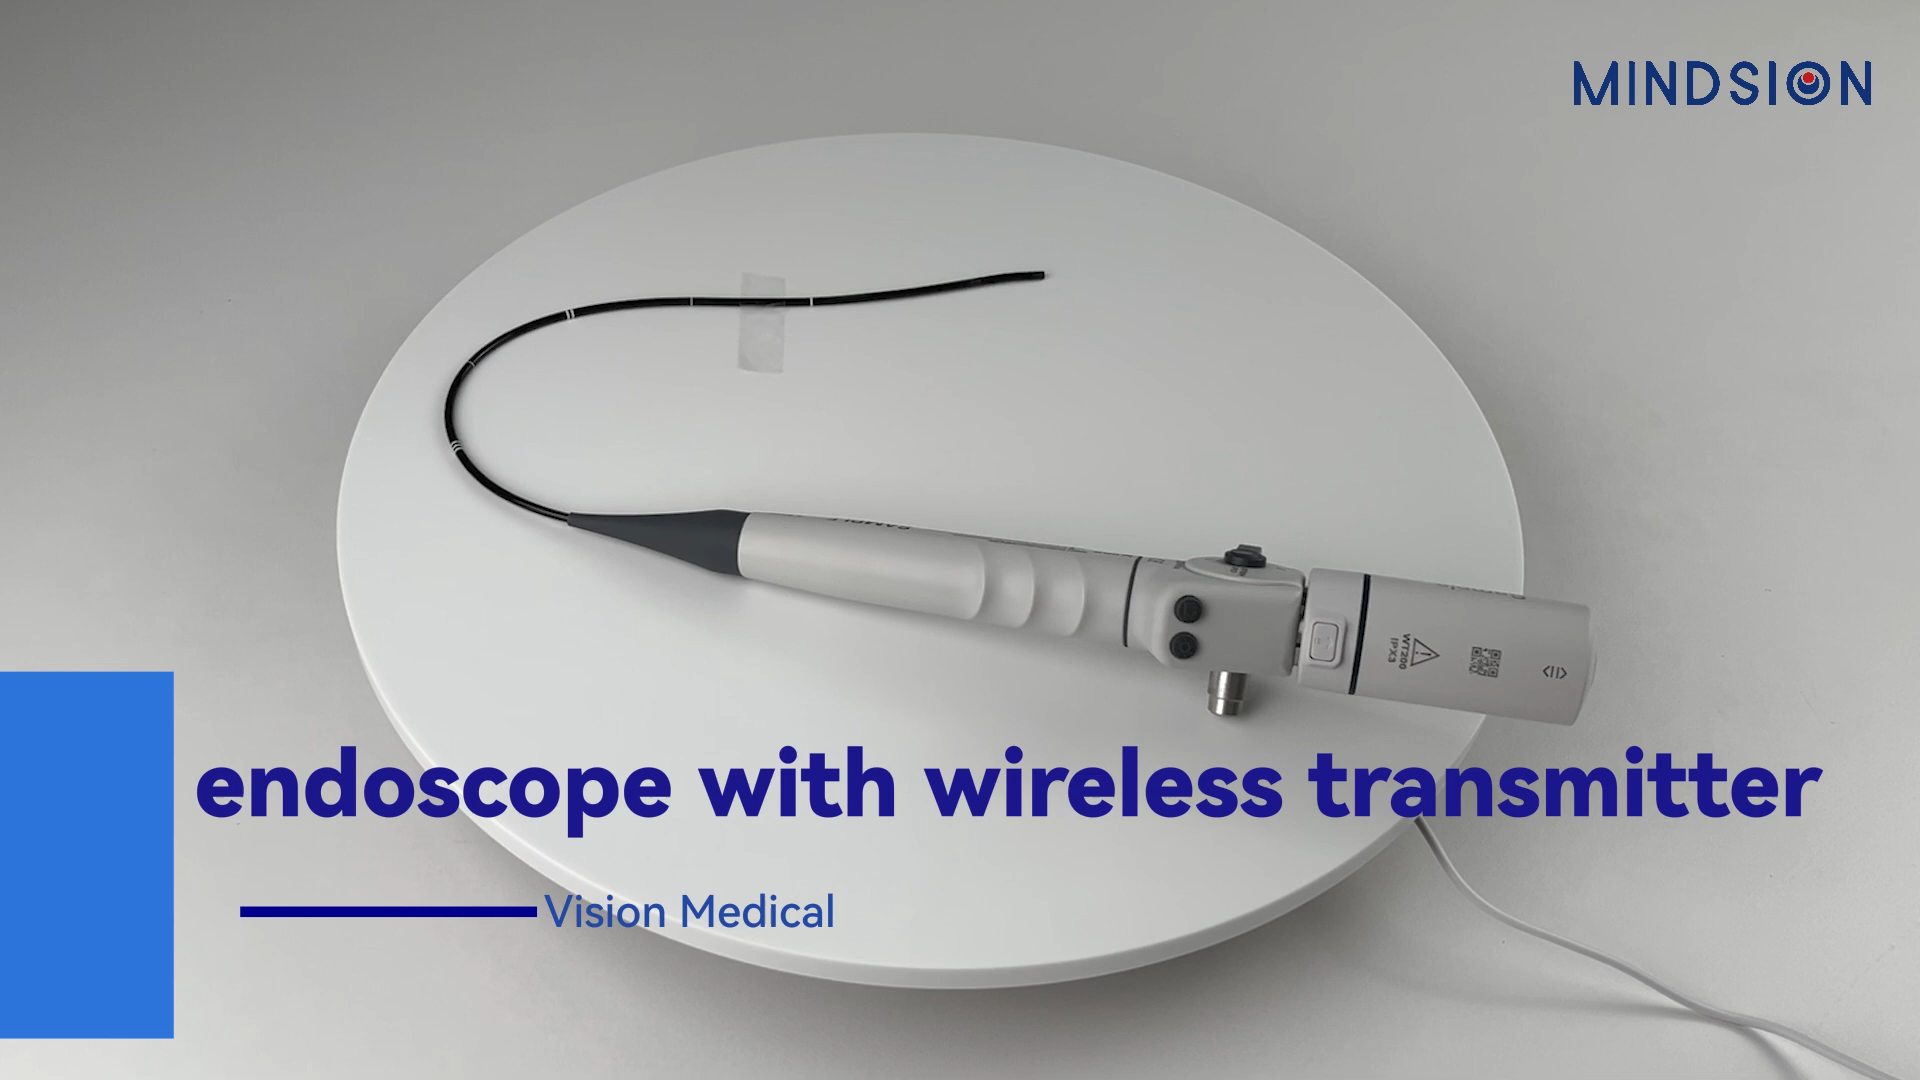 MINDSION
WT200
IPX3
endoscope with wireless transmitter
Vision Medical